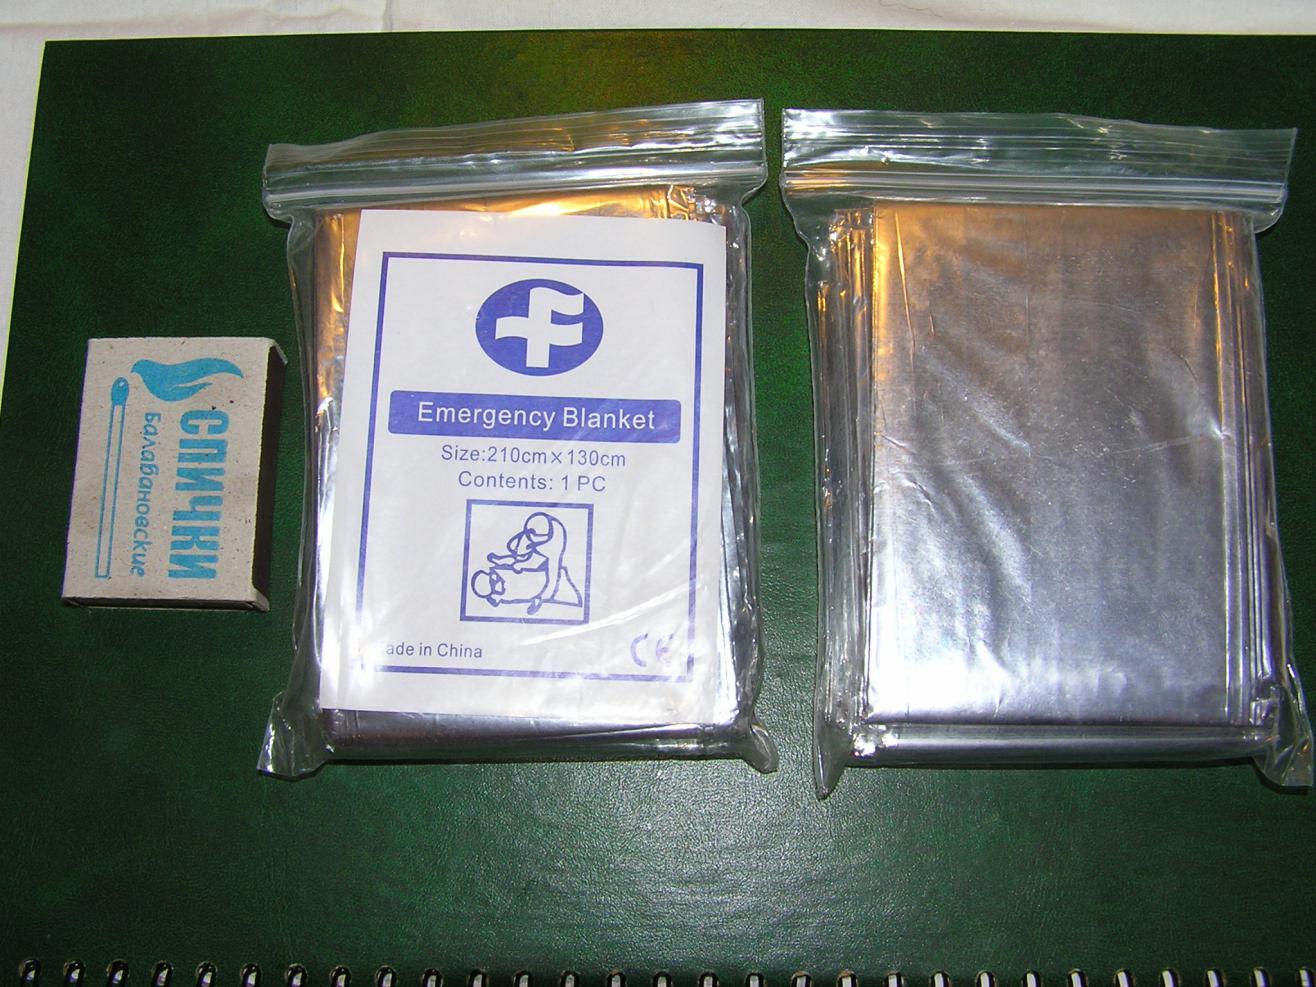 СПИЧКИ
Балабановские
Emergency Blanket
Size:210cm×130cm
Contents: 1 PC
ade in China
CE